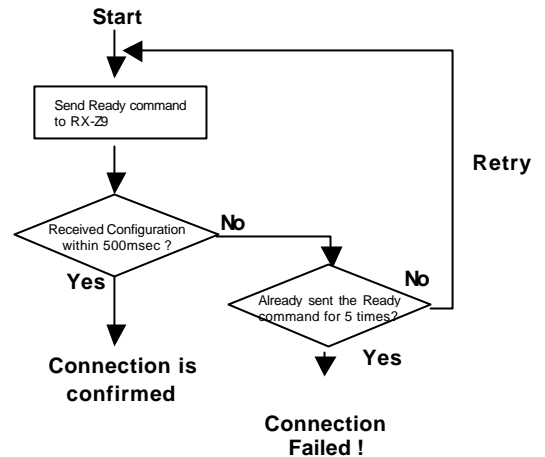 Start
Send Ready command
to RX-Z9
Retry
Received Configuration
within 500msec ?
No
Yes
No
Already sent the Ready
command for 5 times?
Yes
Connection is
confirmed
Connection
Failed !